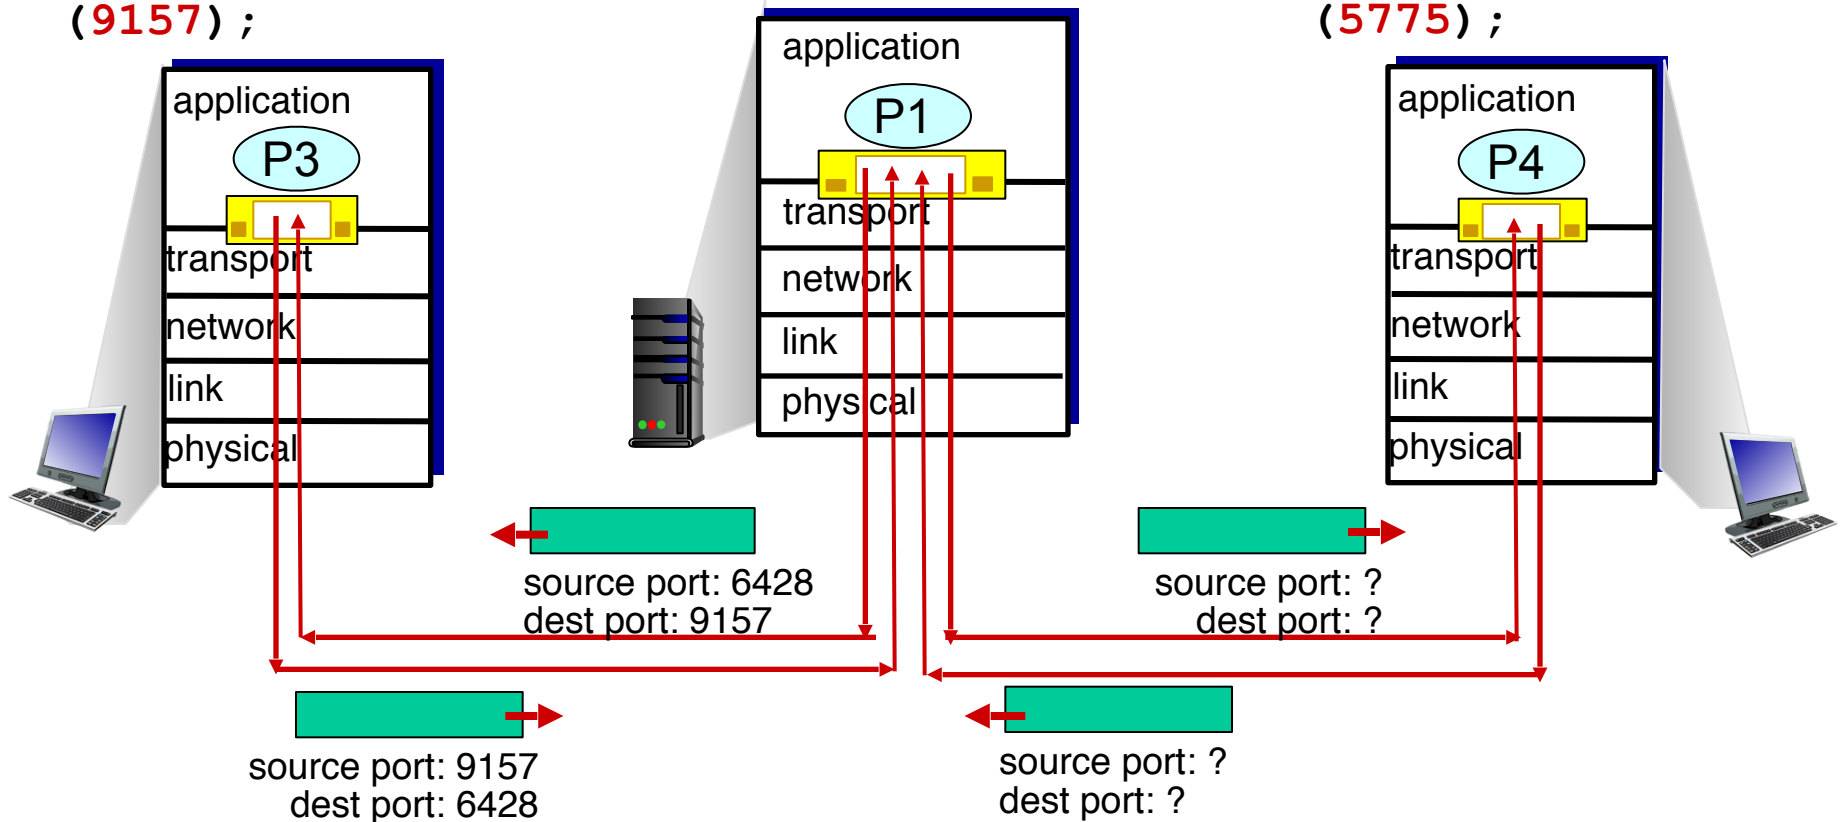 (9157);
(5775);
application
P3
transport
network
link
physical
application
P1
transport
network
link
physical
application
P4
transport
network
link
physical
source port: 6428
dest port: 9157
source port: ?
dest port: ?
source port: 9157
dest port: 6428
source port: ?
dest port: ?